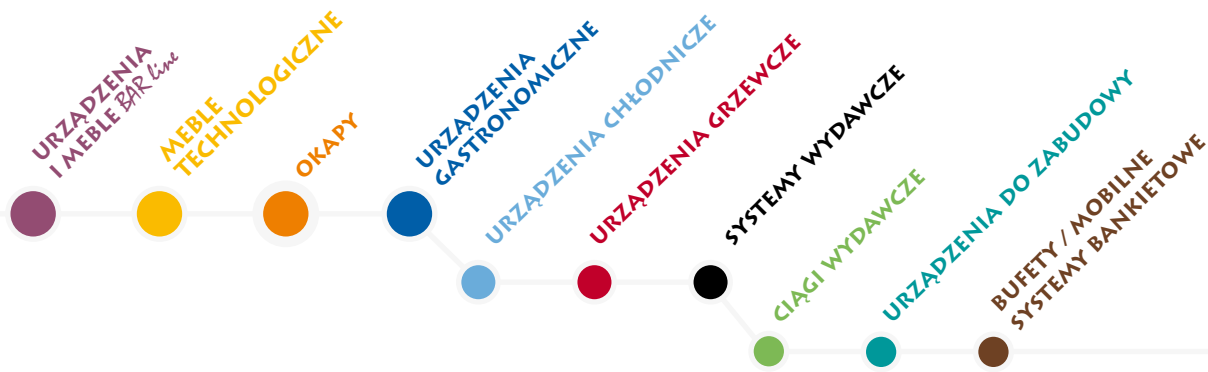 URZĄDZENIA
I MEBLE BAR line
MEBLE
TECHNOLOGICZNE
OKAPY
URZĄDZENIA
GASTRONOMICZNE
URZĄDZENIA CHŁODNICZE
URZĄDZENIA GRZEWCZE
SYSTEMY WYDAWCZE
CIĄGI WYDAWCZE
URZĄDZENIA DO ZABUDOWY
BUFETY / MOBILNE
SYSTEMY BANKIETOWE